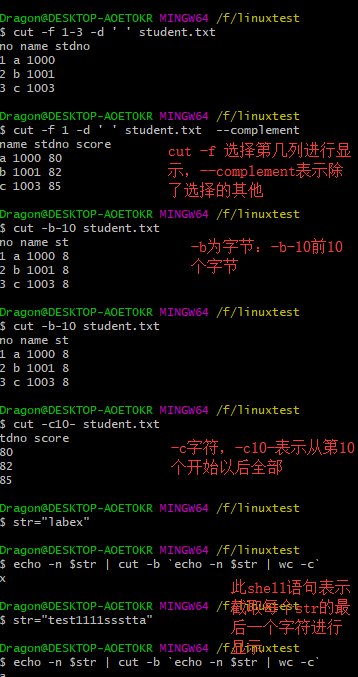 Dragon@DESKTOP-AOETOKR MINGW64 /f/linuxtest
$ cut -f 1-3 -d ' ' student.txt
no name stdno
1 a 1000
2 b 1001
3 c 1003
Dragon@DESKTOP-AOETOKR MINGW64 /f/linuxtest
$ cut -f 1 -d ' ' student.txt  --complement
name stdno score
a 1000 80
b 1001 82
c 1003 85
cut -f 选择第几列进行显
示，--complement表示除
了选择的其他
Dragon@DESKTOP-AOETOKR MINGW64 /f/linuxtest
$ cut -b-10 student.txt
no name st
1 a 1000 8
2 b 1001 8
3 c 1003 8
-b为字节：-b-10前10
个字节
Dragon@DESKTOP-AOETOKR MINGW64 /f/linuxtest
$ cut -b-10 student.txt
no name st
1 a 1000 8
2 b 1001 8
3 c 1003 8
Dragon@DESKTOP-AOETOKR MINGW64 /f/linuxtest
$ cut -c10- student.txt
tdno score
80
82
85
-c字符，-c10-表示从第10
个开始以后全部
Dragon@DESKTOP-AOETOKR MINGW64 /f/linuxtest
$ str="labex"
Dragon@DESKTOP-AOETOKR MINGW64 /f/linuxtest
$ echo -n $str | cut -b `echo -n $str | wc -c`
x
此shell语句表示
截取每个str的最
后一个字符进行
显示
Dragon@DESKTOP-AOETOKR MINGW64 /f/linuxtest
$ str="test1111ssstta"
Dragon@DESKTOP-AOETOKR MINGW64 /f/linuxtest
$ echo -n $str | cut -b `echo -n $str | wc -c`
a